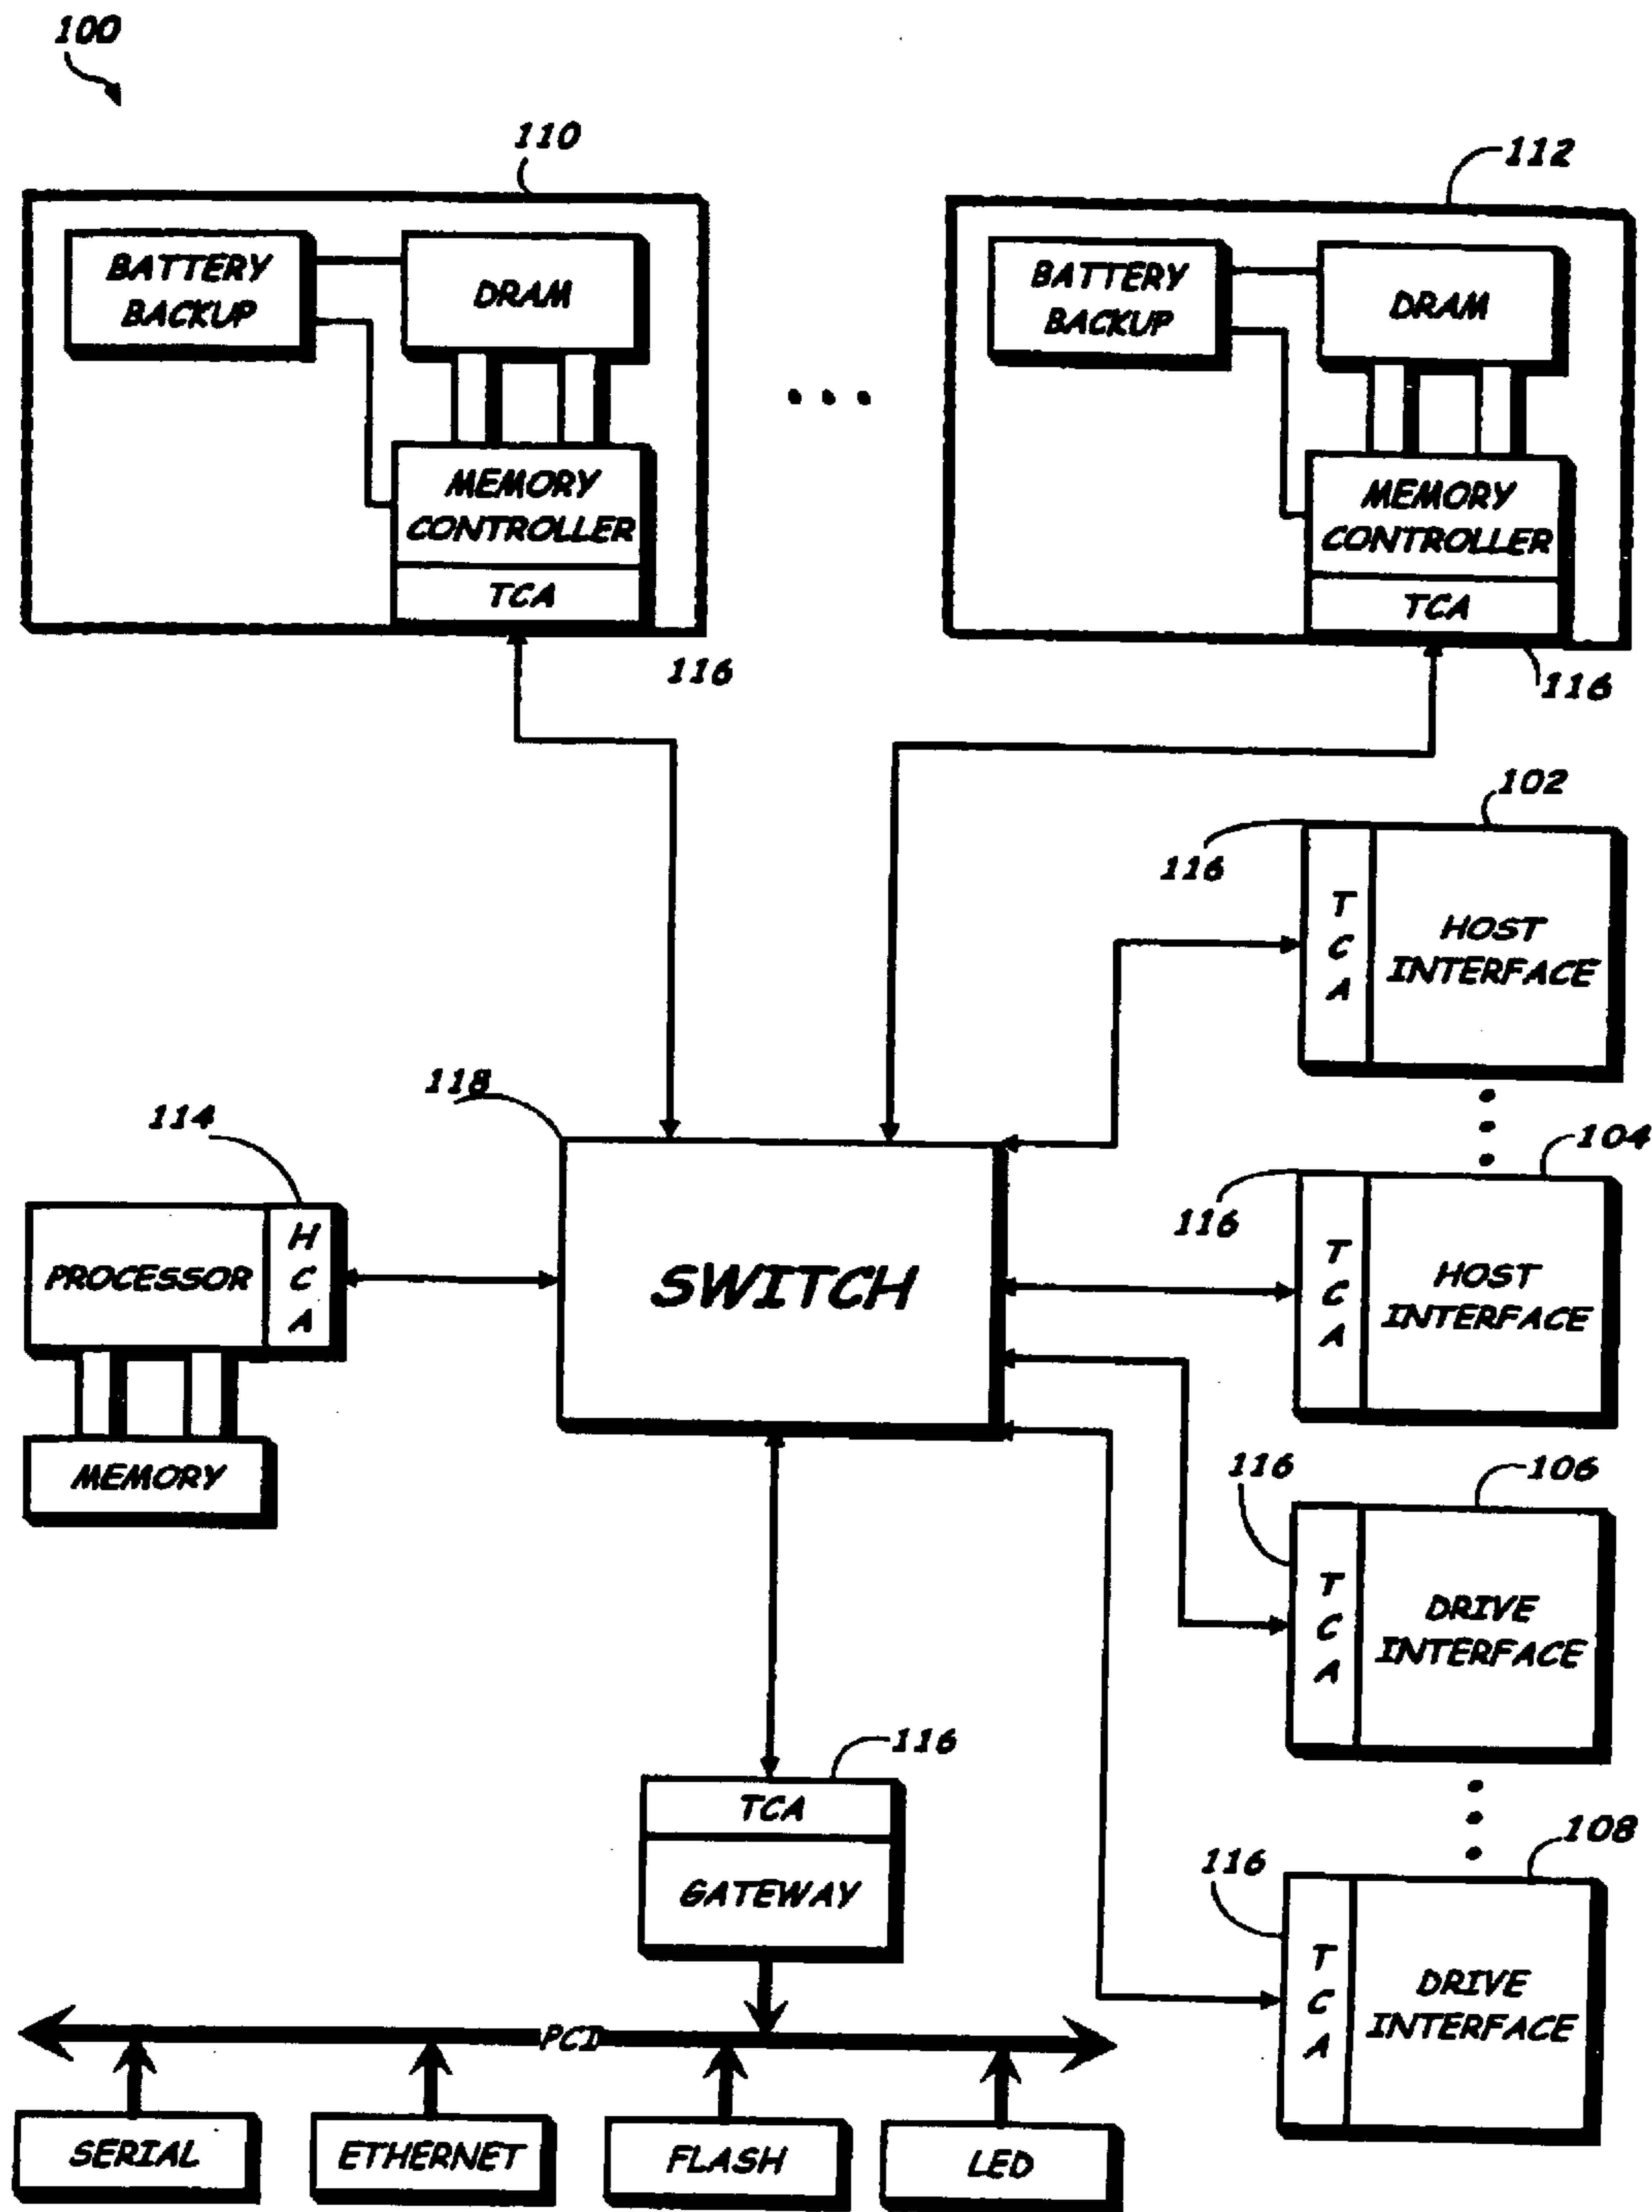 100
110
112
BATTERY
BACKUP
DRAM
MEMORY
CONTROLLER
TCA
116
BATTERY
BACKUP
DRAM
MEMORY
CONTROLLER
TCA
116
102
116
T
C
A
HOST
INTERFACE
118
114
PROCESSOR
H
C
A
MEMORY
SWITCH
104
116
T
C
A
HOST
INTERFACE
106
116
T
C
A
DRIVE
INTERFACE
116
TCA
GATEWAY
108
116
T
C
A
DRIVE
INTERFACE
PCI
SERIAL
ETHERNET
FLASH
LED